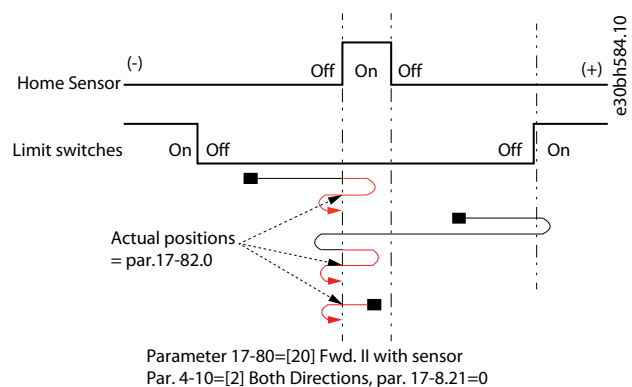 e30bh584.10
(-) Off On Off (+)
Home Sensor
Limit switches On Off Off On
Actual positions
= par.17-82.0
Parameter 17-80=[20] Fwd. II with sensor
Par. 4-10=[2] Both Directions, par. 17-8.21=0